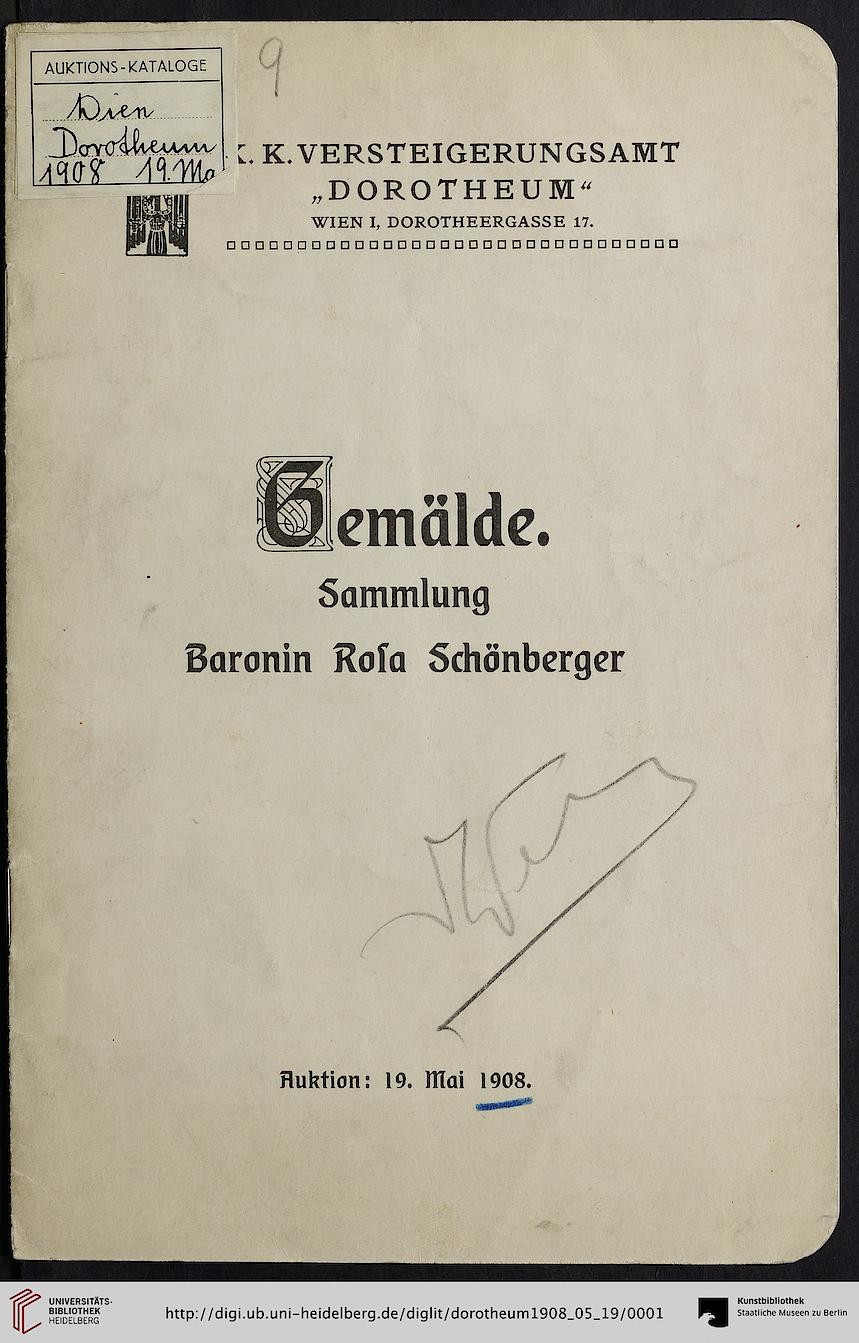 AUKTIONS-KATALOGE
Wien
Dorotheum
1908 19. Ma
9
K. K. VERSTEIGERUNGSAMT
„DOROTHEUM“
WIEN I, DOROTHEERGASSE 17.
Gemälde.
Sammlung
Baronin Roſa Schönberger
Auktion: 19. Mai 1908.
UNIVERSITÄTS-
BIBLIOTHEK
HEIDELBERG
http://digi.ub.uni-heidelberg.de/diglit/dorotheum1908_05_19/0001
Kunstbibliothek
Staatliche Museen zu Berlin